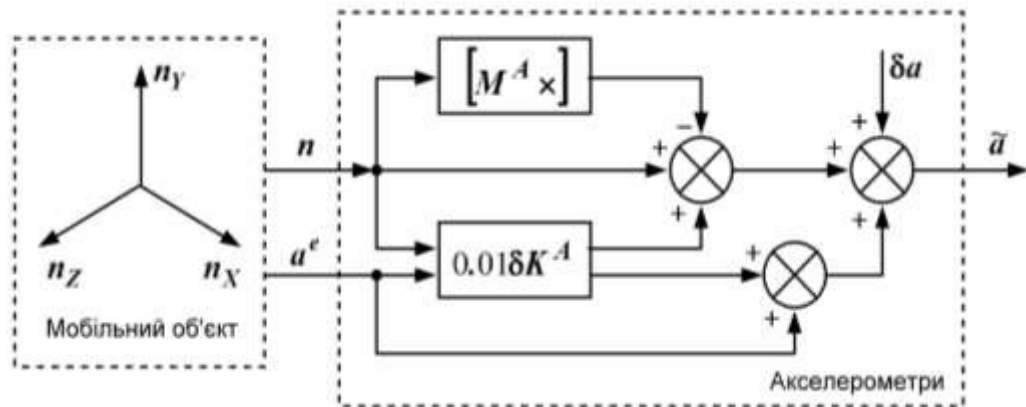 n_Y
n_Z
n_X
Мобільний об'єкт
n
a^e
[M^A ×]
0.01δK^A
−
+
+
+
+
+
δa
+
+
ã
Акселерометри